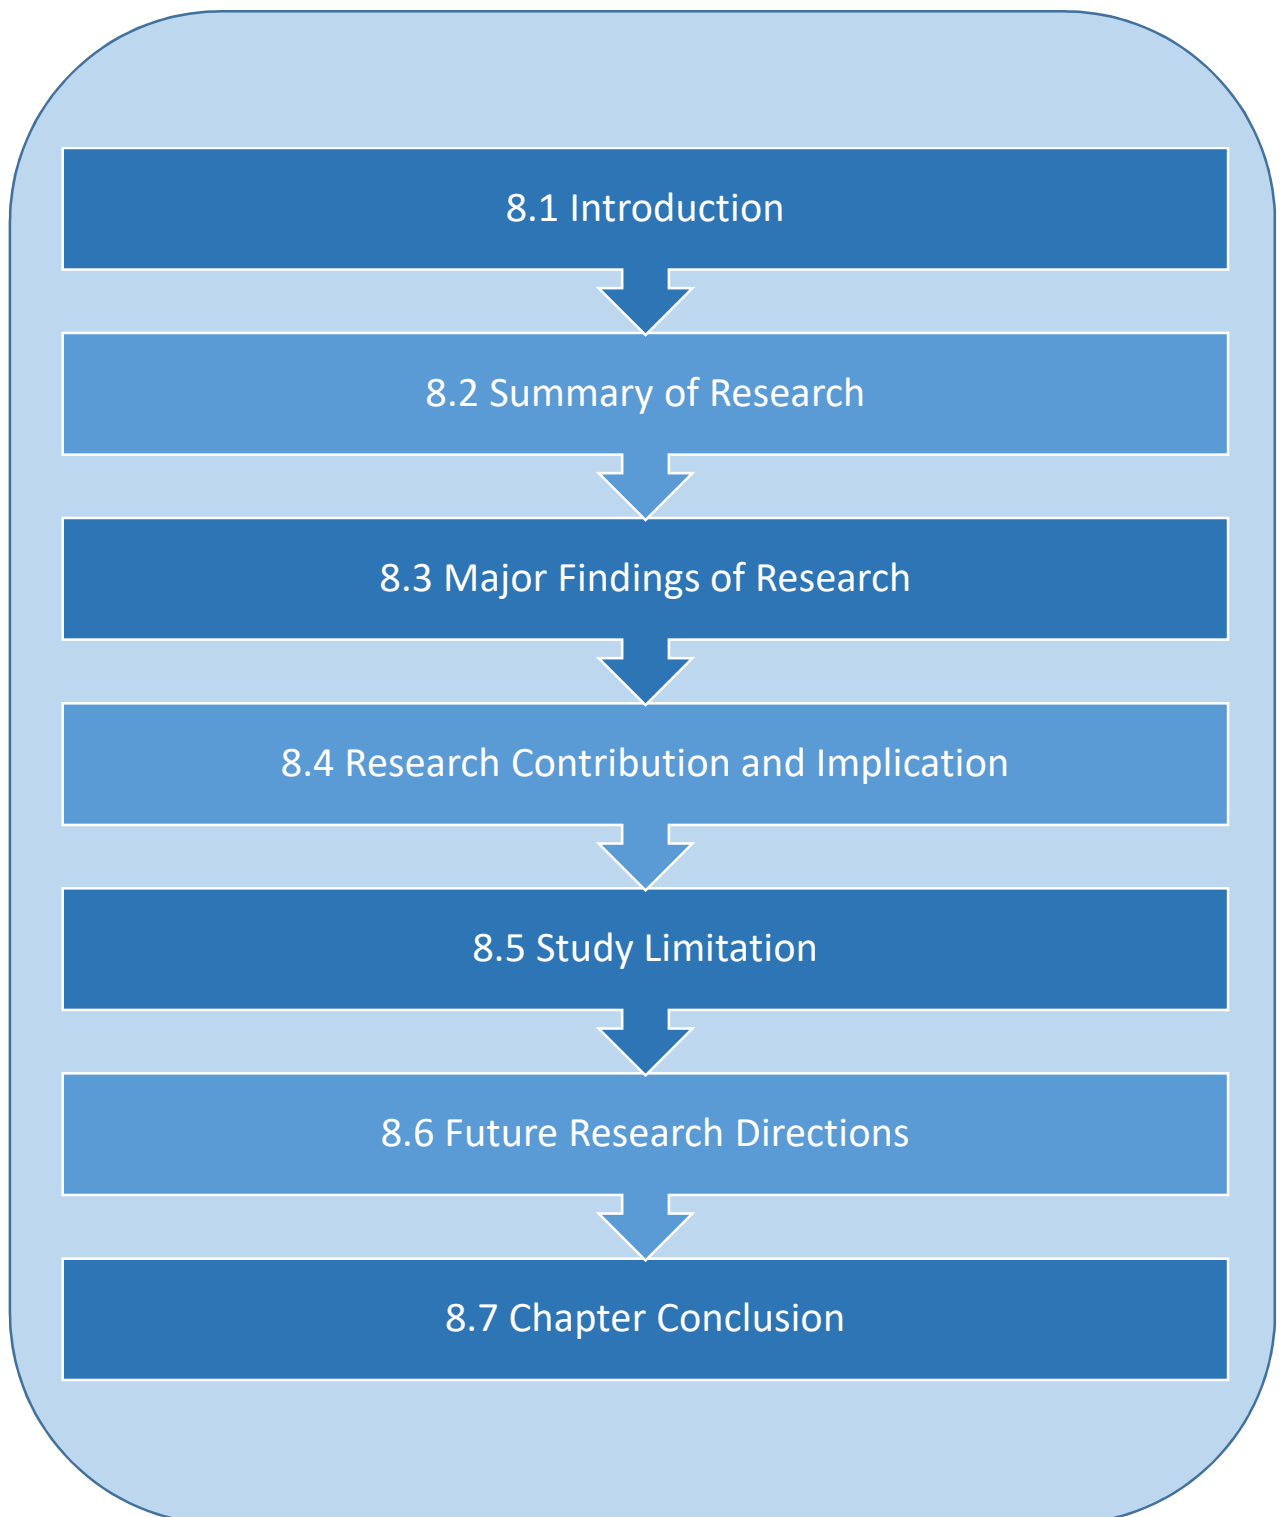 8.1 Introduction
8.2 Summary of Research
8.3 Major Findings of Research
8.4 Research Contribution and Implication
8.5 Study Limitation
8.6 Future Research Directions
8.7 Chapter Conclusion